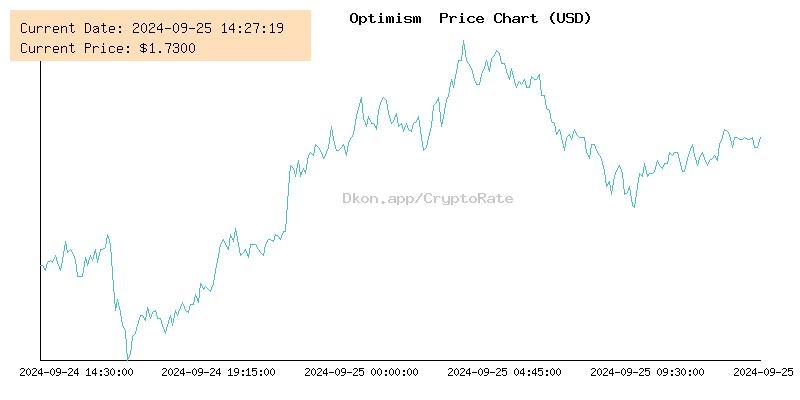 Optimism  Price Chart (USD)
Current Date: 2024-09-25 14:27:19
Current Price: $1.7300
Dkon.app/CryptoRate
2024-09-24 14:30:00 2024-09-24 19:15:00 2024-09-25 00:00:00 2024-09-25 04:45:00 2024-09-25 09:30:00 2024-09-25